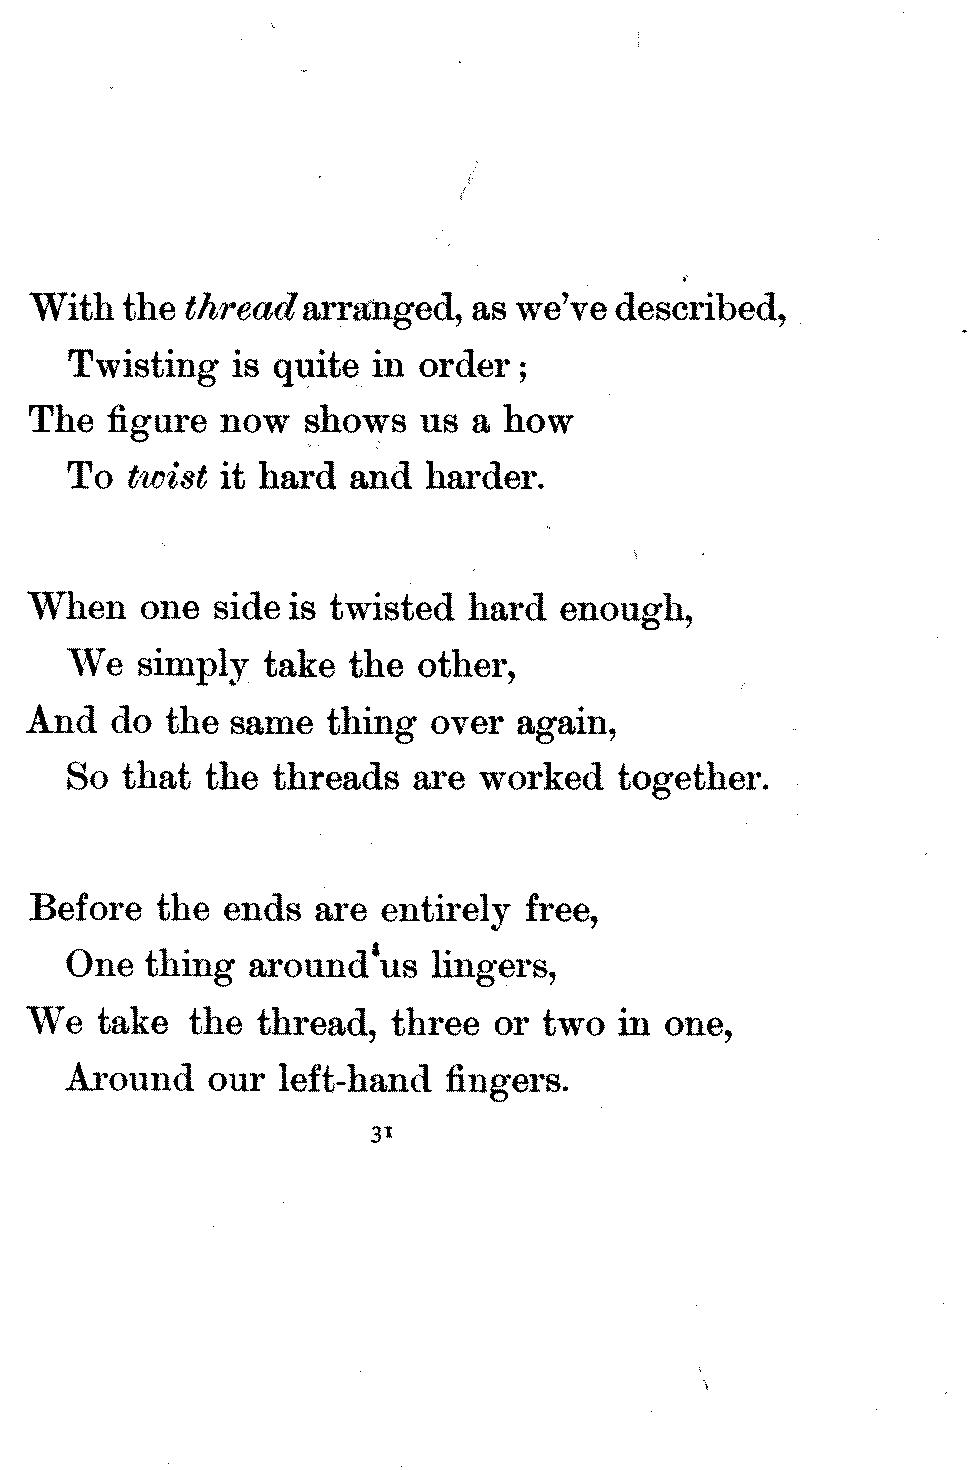 With the thread arranged, as we've described,
Twisting is quite in order ;
The figure now shows us a how
To twist it hard and harder.
When one side is twisted hard enough,
We simply take the other,
And do the same thing over again,
So that the threads are worked together.
Before the ends are entirely free,
One thing around us lingers,
We take the thread, three or two in one,
Around our left-hand fingers.
31